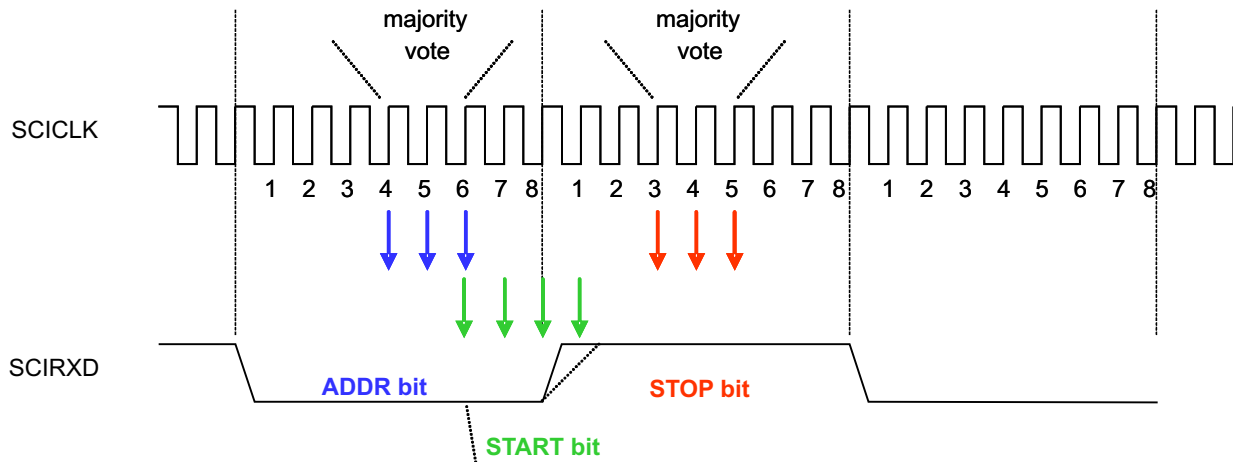 majority
vote
majority
vote
SCICLK
1 2 3 4 5 6 7 8 1 2 3 4 5 6 7 8 1 2 3 4 5 6 7 8
SCIRXD
ADDR bit
STOP bit
START bit